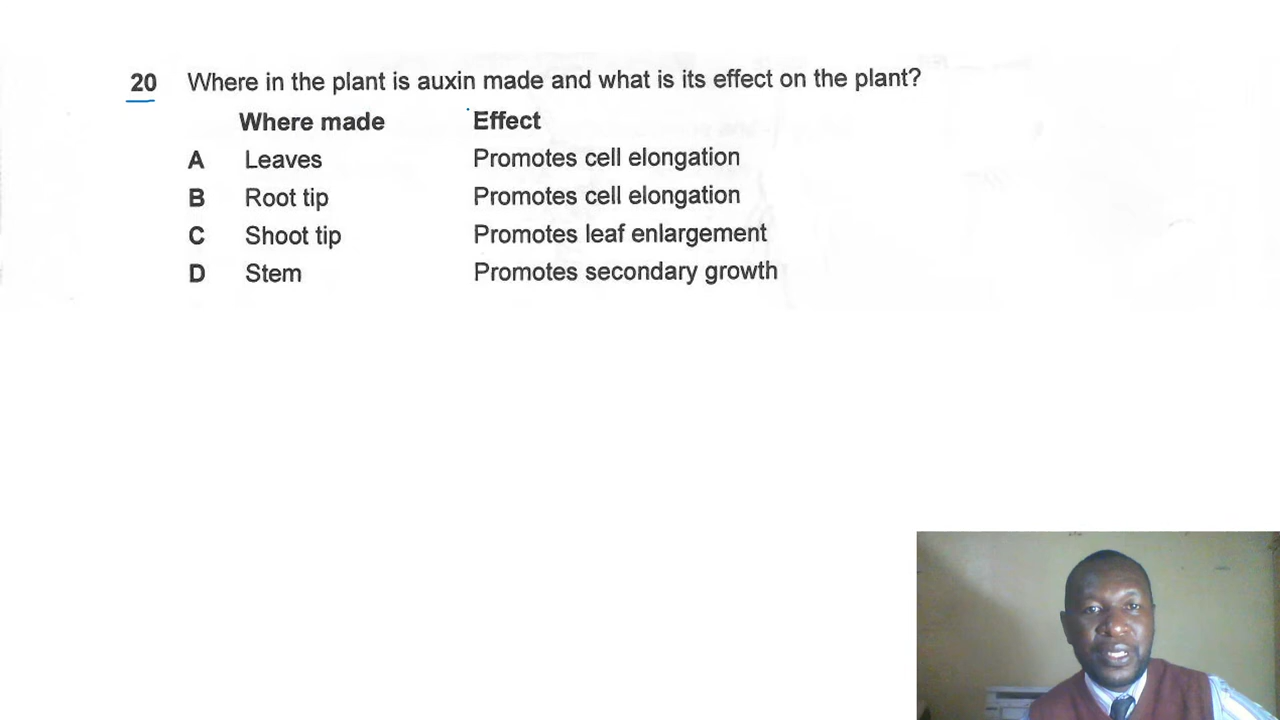 20 Where in the plant is auxin made and what is its effect on the plant?
Where made Effect
A Leaves Promotes cell elongation
B Root tip Promotes cell elongation
C Shoot tip Promotes leaf enlargement
D Stem Promotes secondary growth